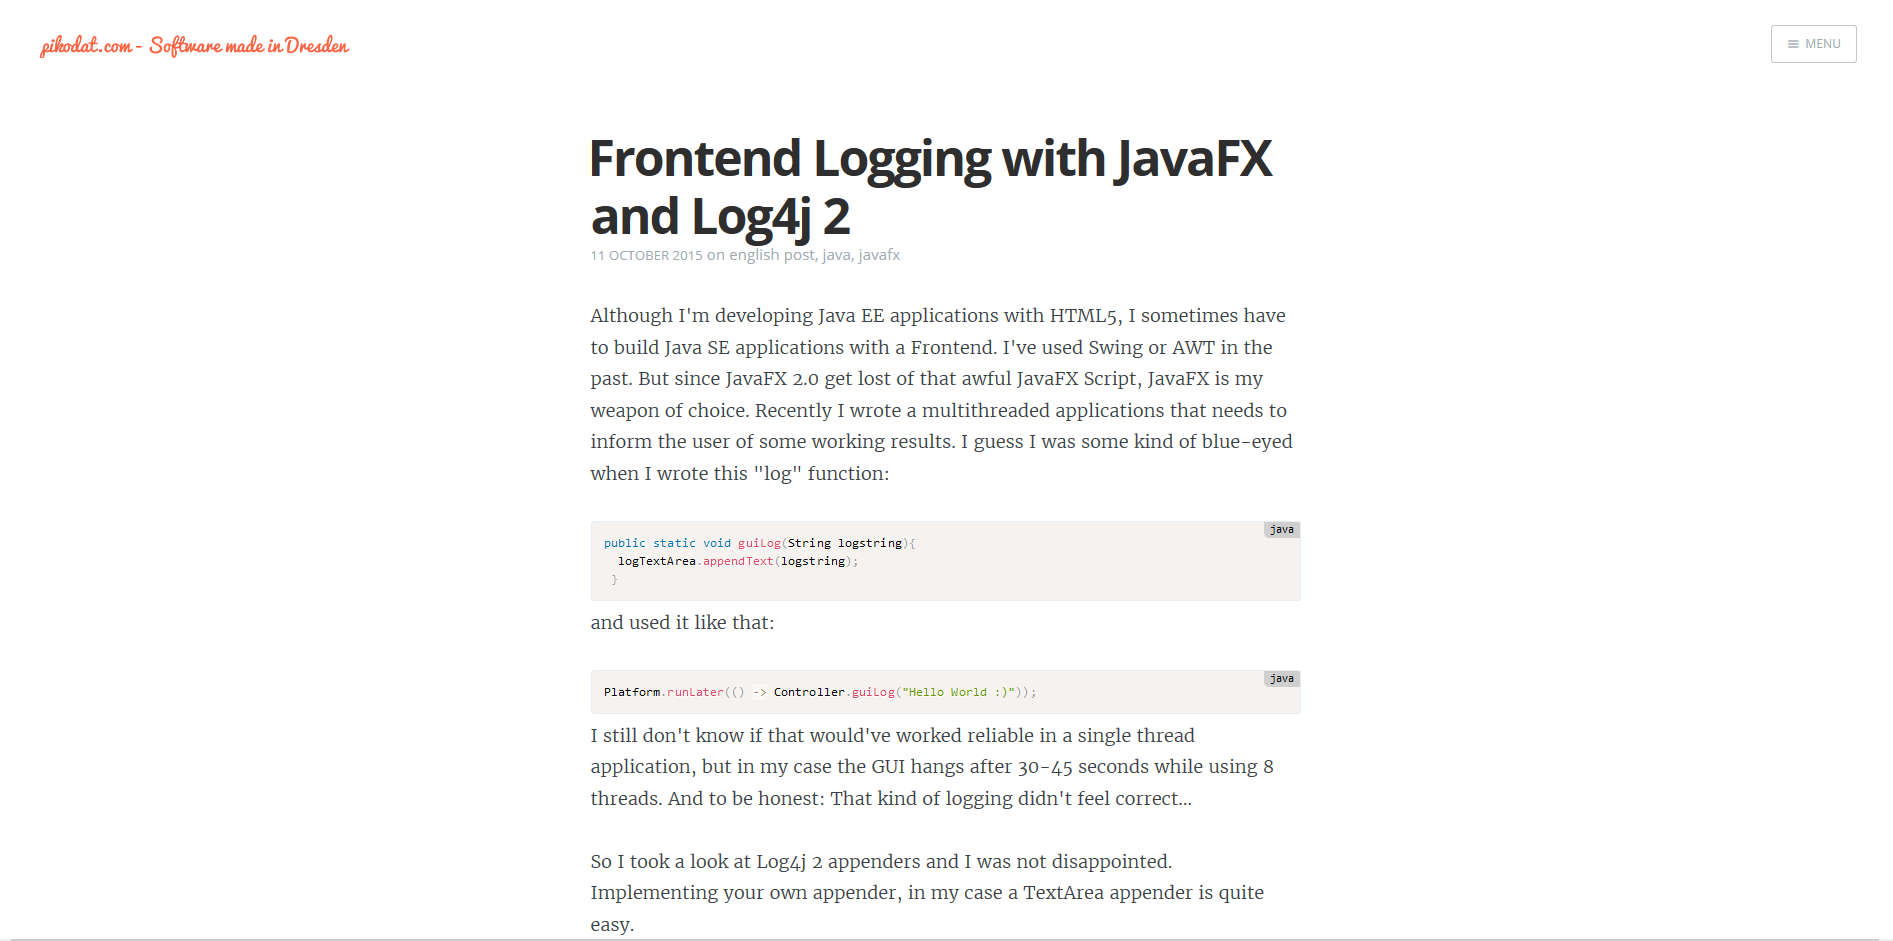 pikodat.com - Software made in Dresden
MENU
Frontend Logging with JavaFX
and Log4j 2
11 OCTOBER 2015 on english post, java, javafx
Although I'm developing Java EE applications with HTML5, I sometimes have
to build Java SE applications with a Frontend. I've used Swing or AWT in the
past. But since JavaFX 2.0 get lost of that awful JavaFX Script, JavaFX is my
weapon of choice. Recently I wrote a multithreaded applications that needs to
inform the user of some working results. I guess I was some kind of blue-eyed
when I wrote this "log" function:
java
public static void guiLog(String logstring){
  logTextArea.appendText(logstring);
 }
and used it like that:
java
Platform.runLater(() -> Controller.guiLog("Hello World :)"));
I still don't know if that would've worked reliable in a single thread
application, but in my case the GUI hangs after 30-45 seconds while using 8
threads. And to be honest: That kind of logging didn't feel correct...
So I took a look at Log4j 2 appenders and I was not disappointed.
Implementing your own appender, in my case a TextArea appender is quite
easy.